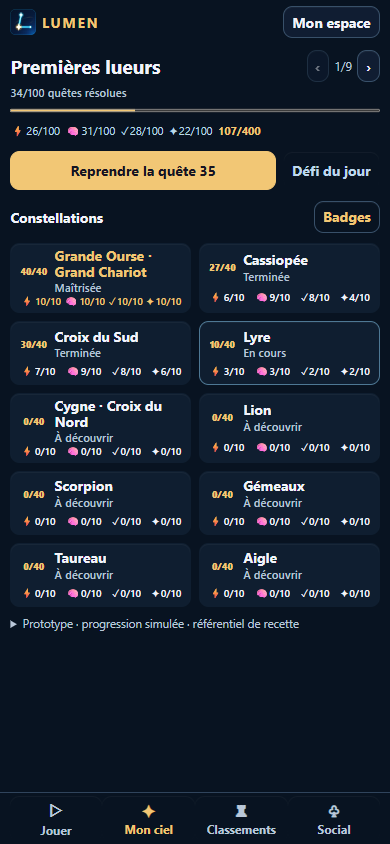 LUMEN
Mon espace
Premières lueurs
‹ 1/9 ›
34/100 quêtes résolues
⚡ 26/100 🧠 31/100 ✓28/100 ✦22/100 107/400
Reprendre la quête 35
Défi du jour
Constellations
Badges
40/40
Grande Ourse ·
Grand Chariot
Maîtrisée
⚡ 10/10 🧠 10/10 ✓10/10 ✦10/10
27/40
Cassiopée
Terminée
⚡ 6/10 🧠 9/10 ✓8/10 ✦4/10
30/40
Croix du Sud
Terminée
⚡ 7/10 🧠 9/10 ✓8/10 ✦6/10
10/40
Lyre
En cours
⚡ 3/10 🧠 3/10 ✓2/10 ✦2/10
0/40
Cygne · Croix du
Nord
À découvrir
⚡ 0/10 🧠 0/10 ✓0/10 ✦0/10
0/40
Lion
À découvrir
⚡ 0/10 🧠 0/10 ✓0/10 ✦0/10
0/40
Scorpion
À découvrir
⚡ 0/10 🧠 0/10 ✓0/10 ✦0/10
0/40
Gémeaux
À découvrir
⚡ 0/10 🧠 0/10 ✓0/10 ✦0/10
0/40
Taureau
À découvrir
⚡ 0/10 🧠 0/10 ✓0/10 ✦0/10
0/40
Aigle
À découvrir
⚡ 0/10 🧠 0/10 ✓0/10 ✦0/10
▶ Prototype · progression simulée · référentiel de recette
Jouer
Mon ciel
Classements
Social